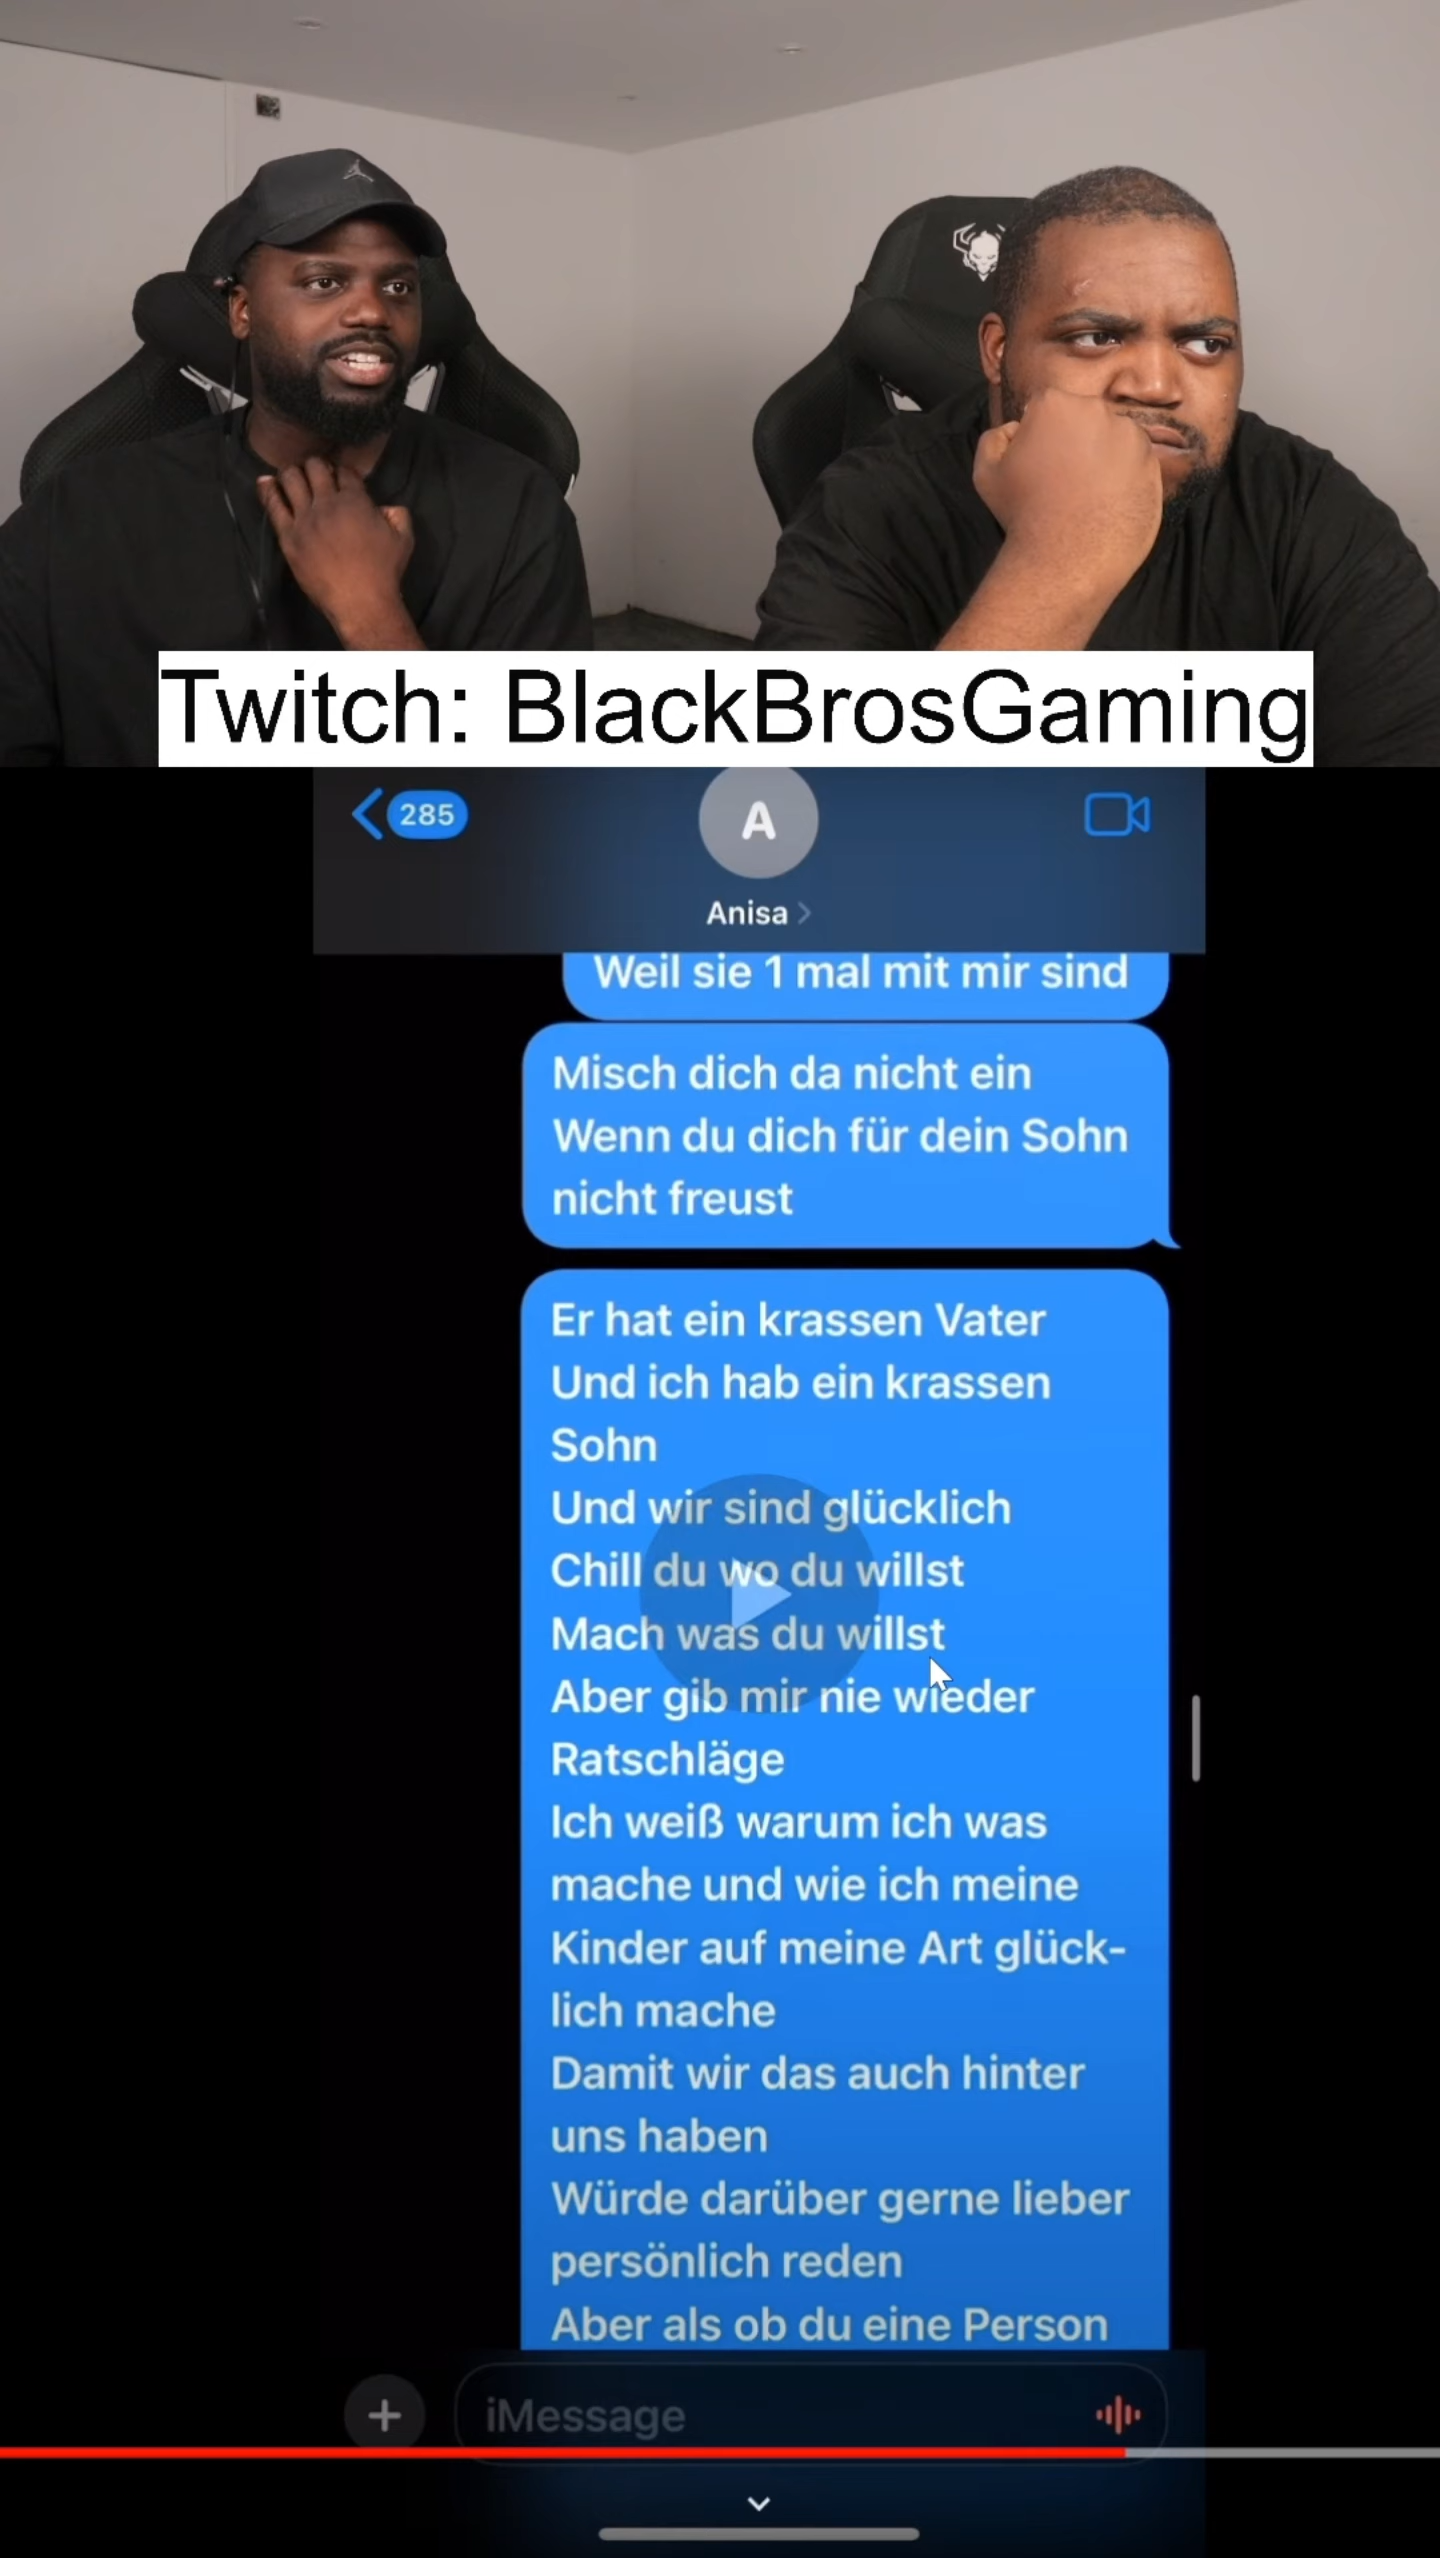 Twitch: BlackBrosGaming
285
A
Anisa
Weil sie 1 mal mit mir sind
Misch dich da nicht ein
Wenn du dich für dein Sohn
nicht freust
Er hat ein krassen Vater
Und ich hab ein krassen
Sohn
Und wir sind glücklich
Chill du wo du willst
Mach was du willst
Aber gib mir nie wieder
Ratschläge
Ich weiß warum ich was
mache und wie ich meine
Kinder auf meine Art glück-
lich mache
Damit wir das auch hinter
uns haben
Würde darüber gerne lieber
persönlich reden
Aber als ob du eine Person
iMessage